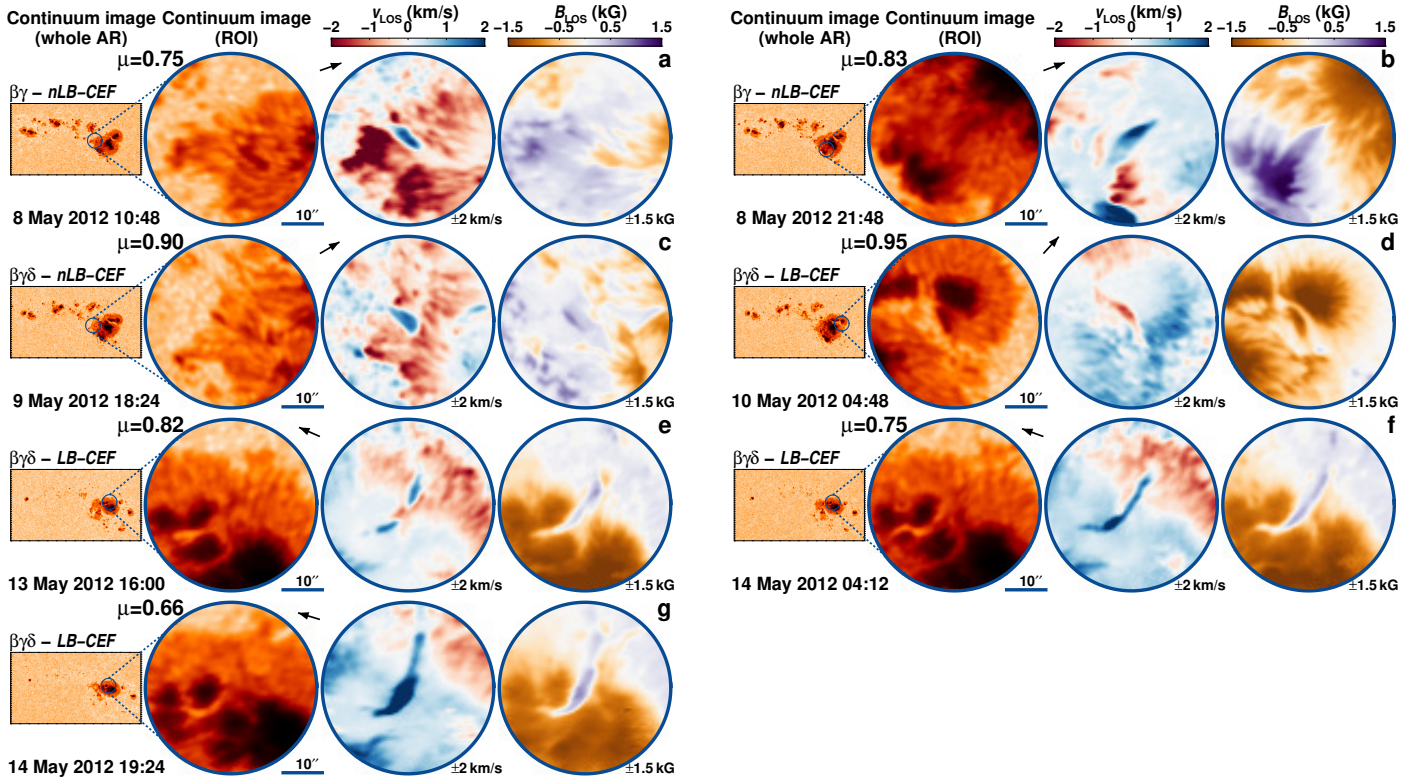 Continuum image (whole AR) Continuum image (ROI) v_LOS (km/s) B_LOS (kG)
−2 −1 0 1 2 −1.5 −0.5 0.5 1.5
μ=0.75 a
βγ − nLB−CEF
8 May 2012 10:48 10′′ ±2 km/s ±1.5 kG
Continuum image (whole AR) Continuum image (ROI) v_LOS (km/s) B_LOS (kG)
−2 −1 0 1 2 −1.5 −0.5 0.5 1.5
μ=0.83 b
βγ − nLB−CEF
8 May 2012 21:48 10′′ ±2 km/s ±1.5 kG
μ=0.90 c
βγδ − nLB−CEF
9 May 2012 18:24 10′′ ±2 km/s ±1.5 kG
μ=0.95 d
βγδ − LB−CEF
10 May 2012 04:48 10′′ ±2 km/s ±1.5 kG
μ=0.82 e
βγδ − LB−CEF
13 May 2012 16:00 10′′ ±2 km/s ±1.5 kG
μ=0.75 f
βγδ − LB−CEF
14 May 2012 04:12 10′′ ±2 km/s ±1.5 kG
μ=0.66 g
βγδ − LB−CEF
14 May 2012 19:24 10′′ ±2 km/s ±1.5 kG